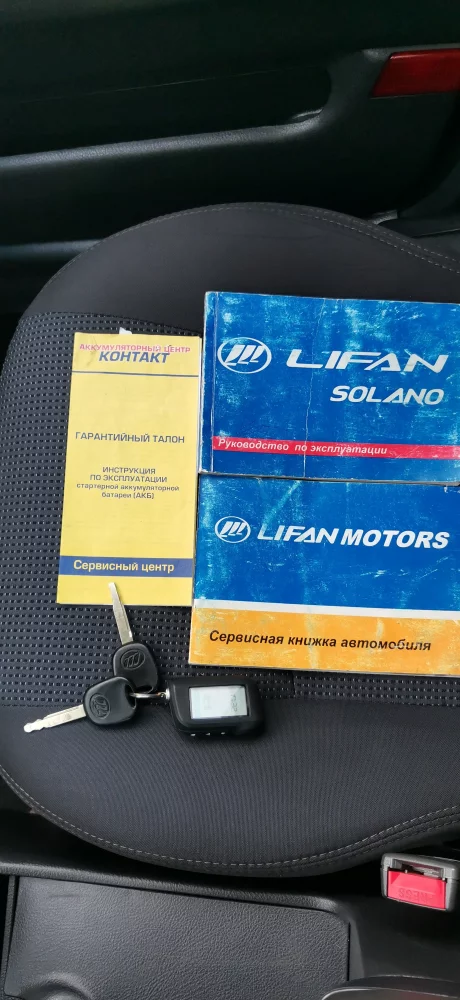 АККУМУЛЯТОРНЫЙ ЦЕНТР
КОНТАКТ
ГАРАНТИЙНЫЙ ТАЛОН
ИНСТРУКЦИЯ
ПО ЭКСПЛУАТАЦИИ
стартерной аккумуляторной
батареи (АКБ)
Сервисный центр
LIFAN
SOLANO
Руководство по эксплуатации
LIFAN MOTORS
Сервисная книжка автомобиля
PRESS